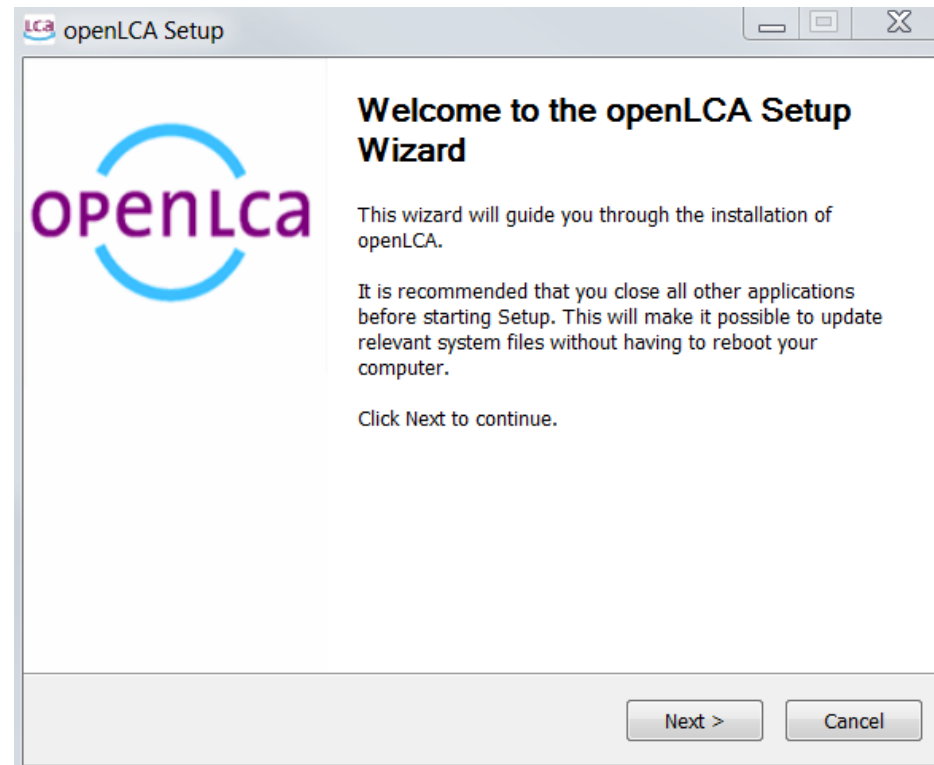 LCa openLCA Setup
Welcome to the openLCA Setup
Wizard
openLca
This wizard will guide you through the installation of
openLCA.
It is recommended that you close all other applications
before starting Setup. This will make it possible to update
relevant system files without having to reboot your
computer.
Click Next to continue.
Next >
Cancel